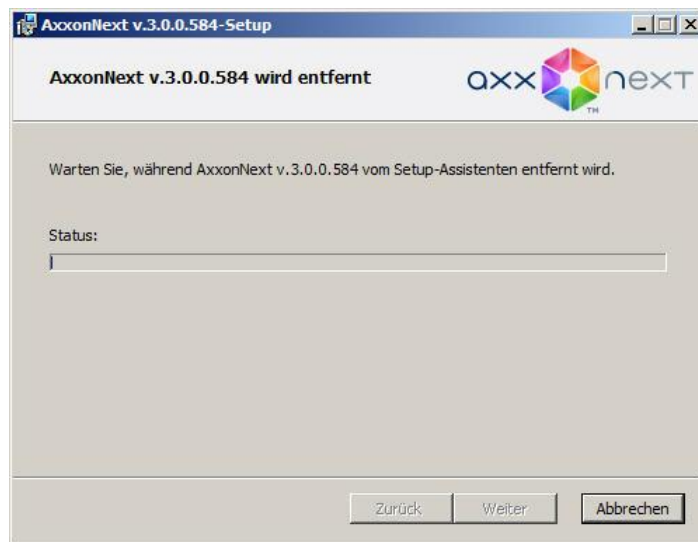 AxxonNext v.3.0.0.584-Setup
AxxonNext v.3.0.0.584 wird entfernt
axx next
TM
Warten Sie, während AxxonNext v.3.0.0.584 vom Setup-Assistenten entfernt wird.
Status:
Zurück
Weiter
Abbrechen